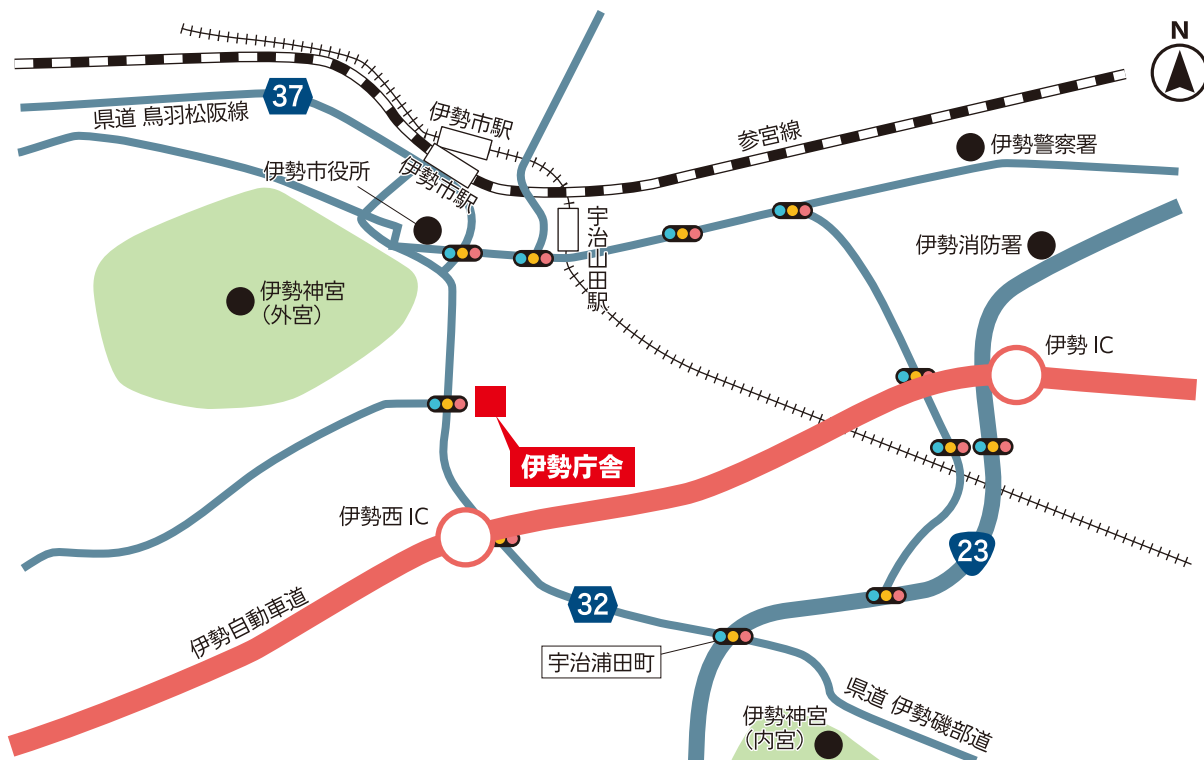 N
37
県道 鳥羽松阪線
伊勢市駅
参宮線
伊勢警察署
伊勢市役所
伊勢市駅
宇治山田駅
伊勢消防署
伊勢神宮
（外宮）
伊勢 IC
伊勢庁舎
伊勢西 IC
23
32
伊勢自動車道
宇治浦田町
県道 伊勢磯部道
伊勢神宮
（内宮）